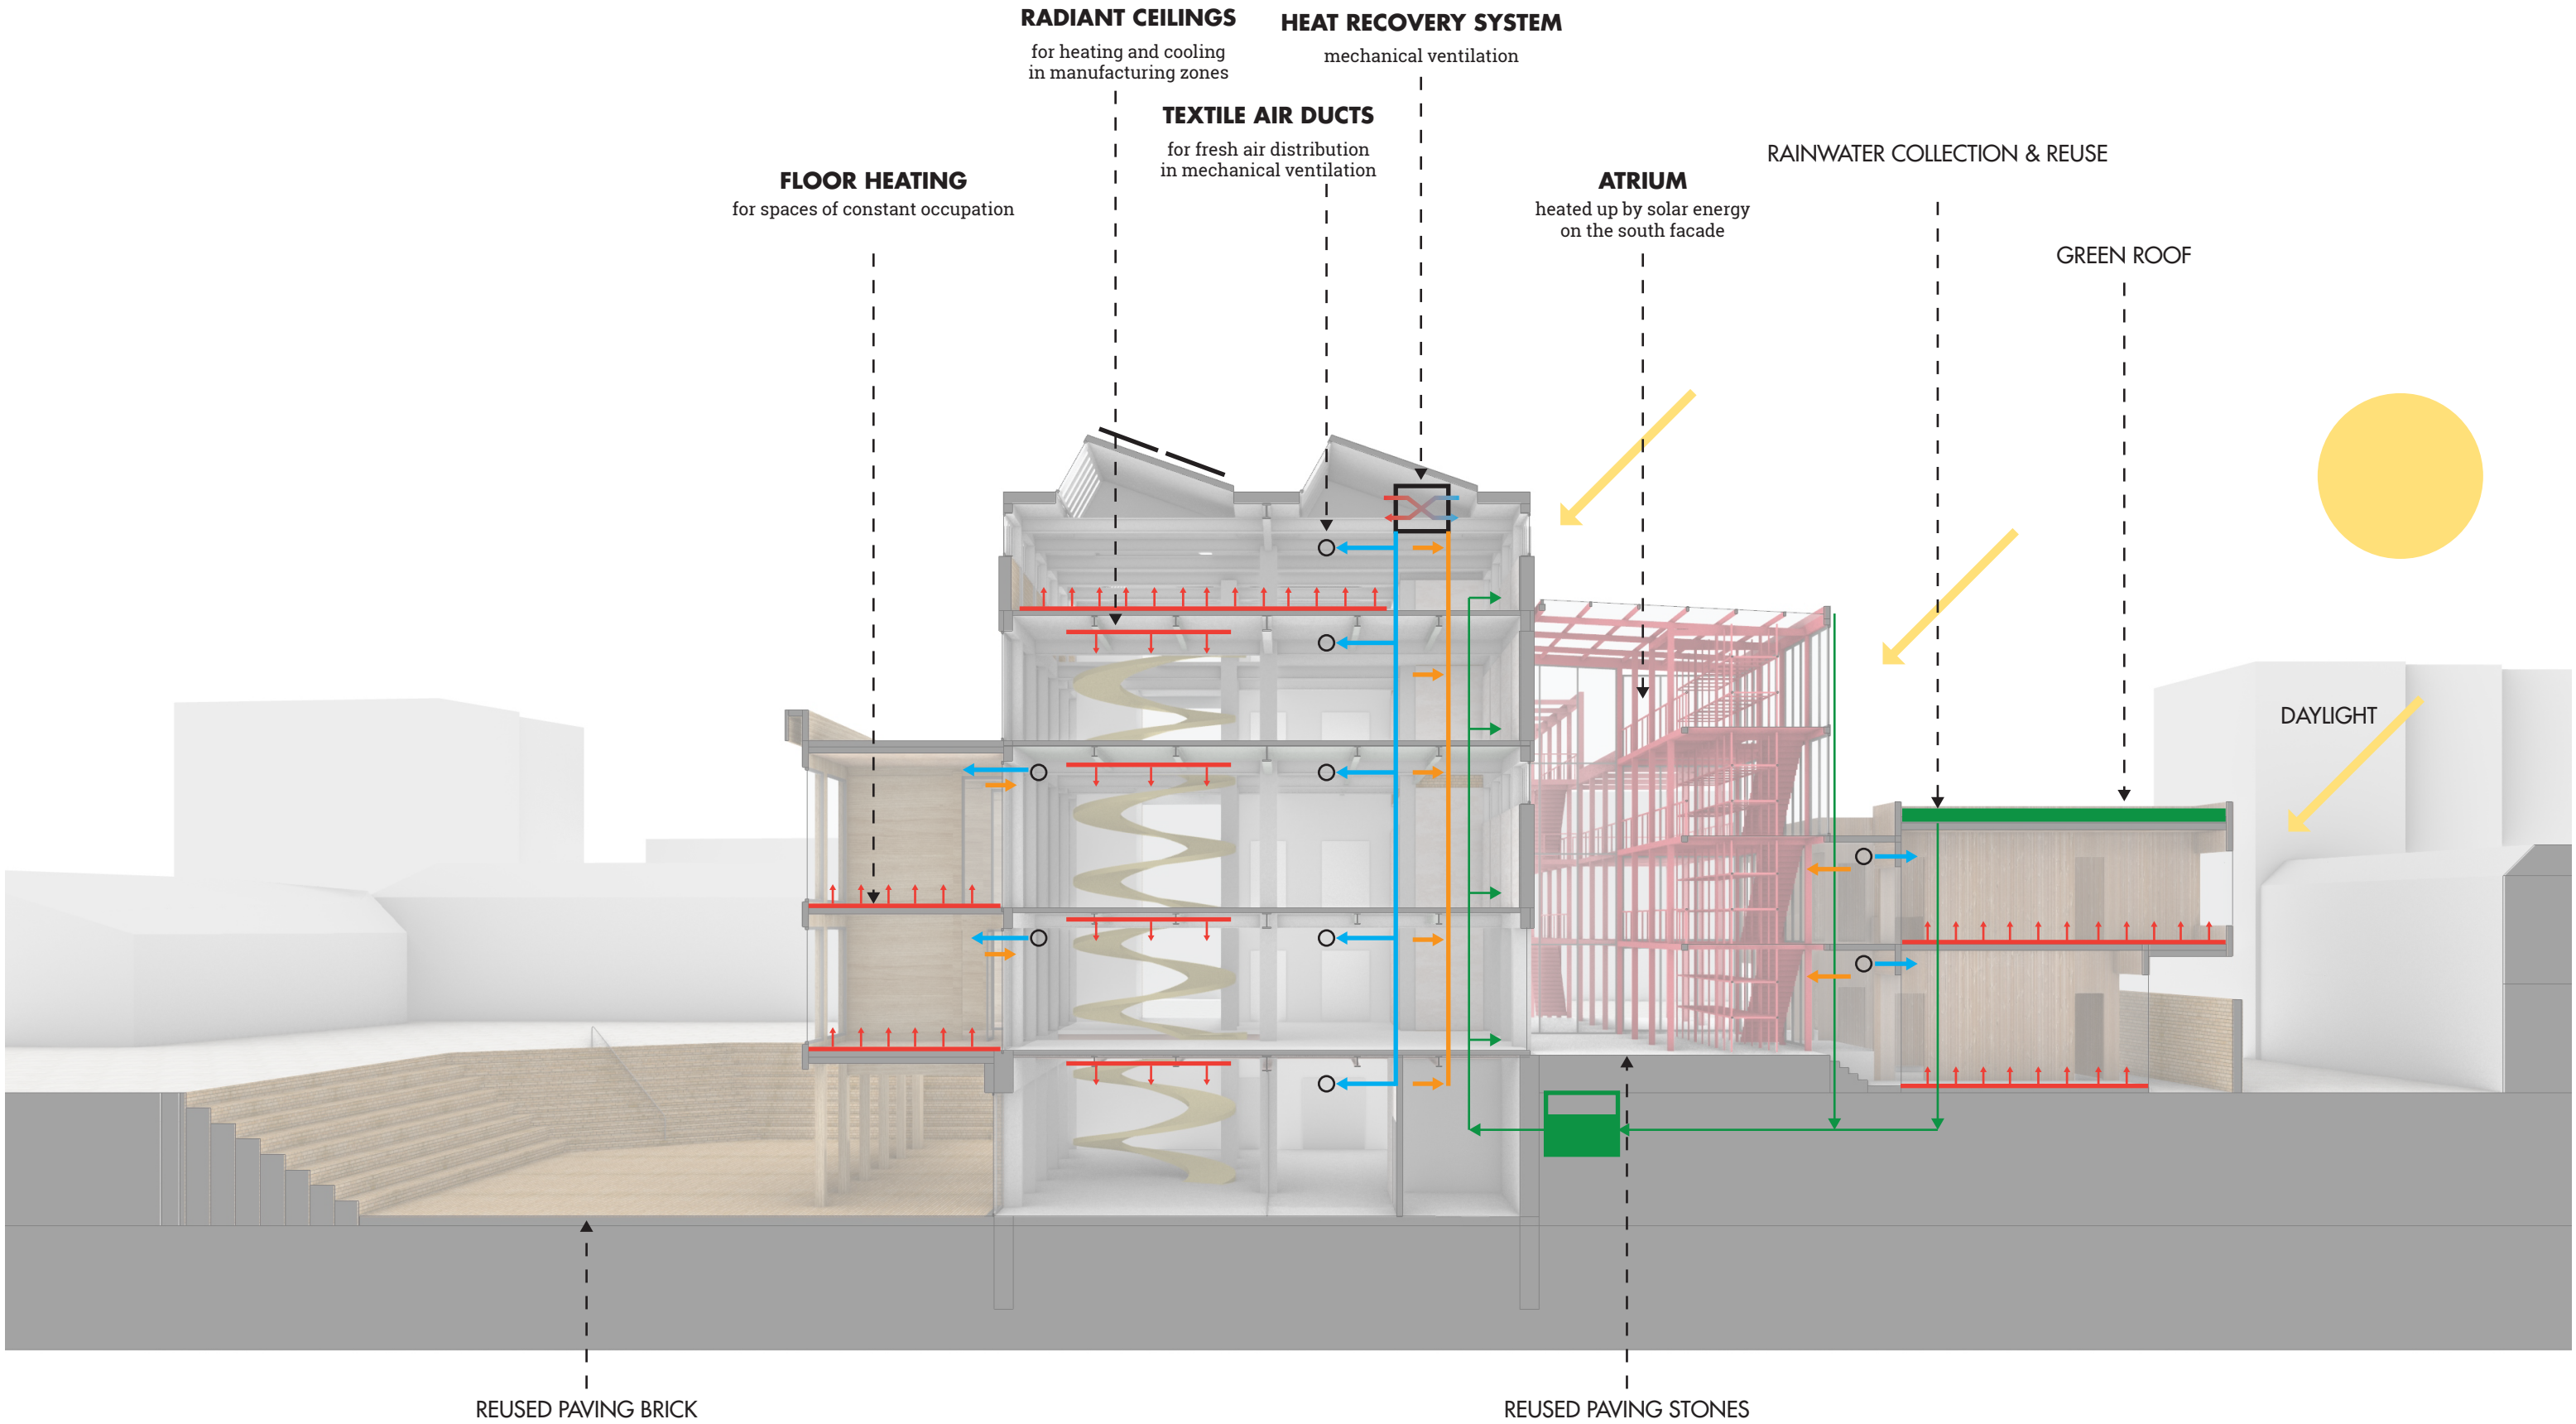 RADIANT CEILINGS
for heating and cooling
in manufacturing zones
HEAT RECOVERY SYSTEM
mechanical ventilation
TEXTILE AIR DUCTS
for fresh air distribution
in mechanical ventilation
RAINWATER COLLECTION & REUSE
FLOOR HEATING
for spaces of constant occupation
ATRIUM
heated up by solar energy
on the south facade
GREEN ROOF
DAYLIGHT
REUSED PAVING BRICK
REUSED PAVING STONES